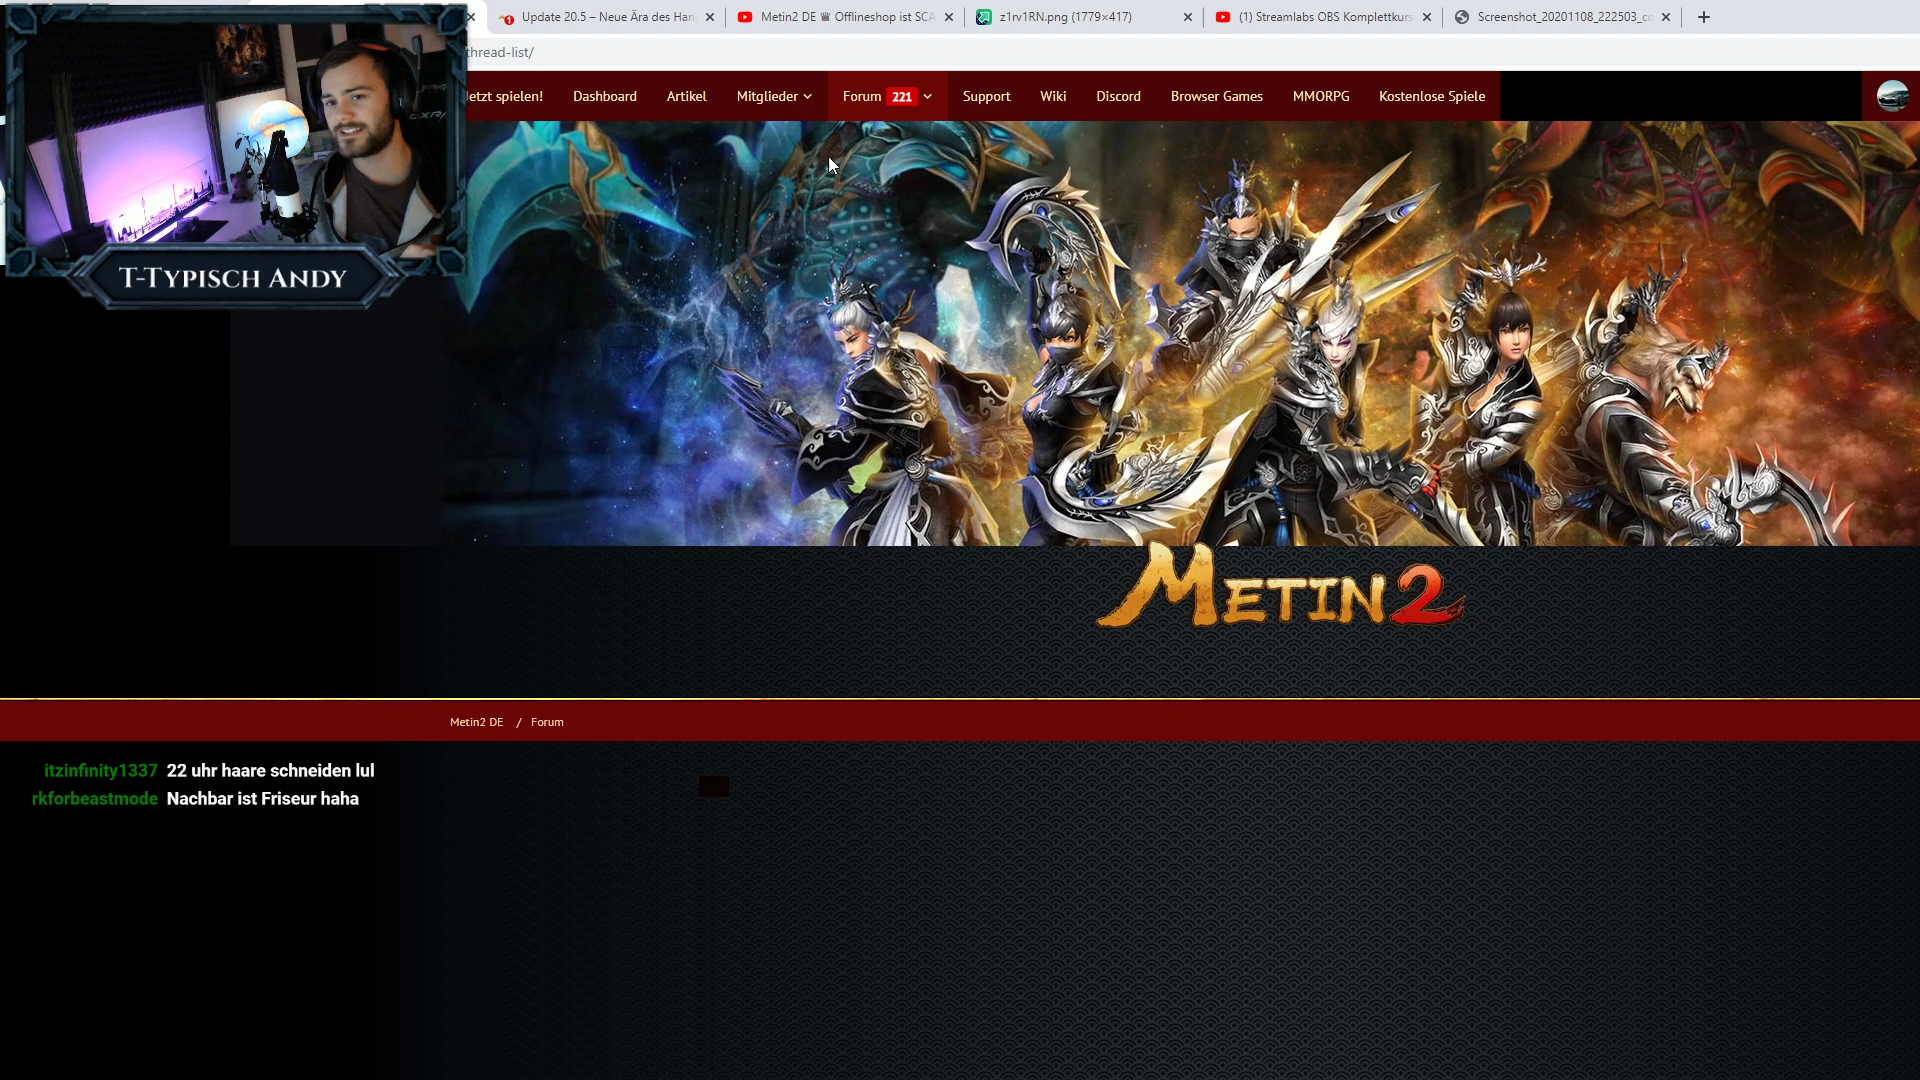 Update 20.5 – Neue Ära des Han
Metin2 DE ♛ Offlineshop ist SCA
z1rv1RN.png (1779×417)
(1) Streamlabs OBS Komplettkurs
Screenshot_20201108_222503_co
thread-list/
Jetzt spielen!
Dashboard
Artikel
Mitglieder
Forum 221
Support
Wiki
Discord
Browser Games
MMORPG
Kostenlose Spiele
T-Typisch Andy
Metin2
Metin2 DE / Forum
itzinfinity1337 22 uhr haare schneiden lul
rkforbeastmode Nachbar ist Friseur haha